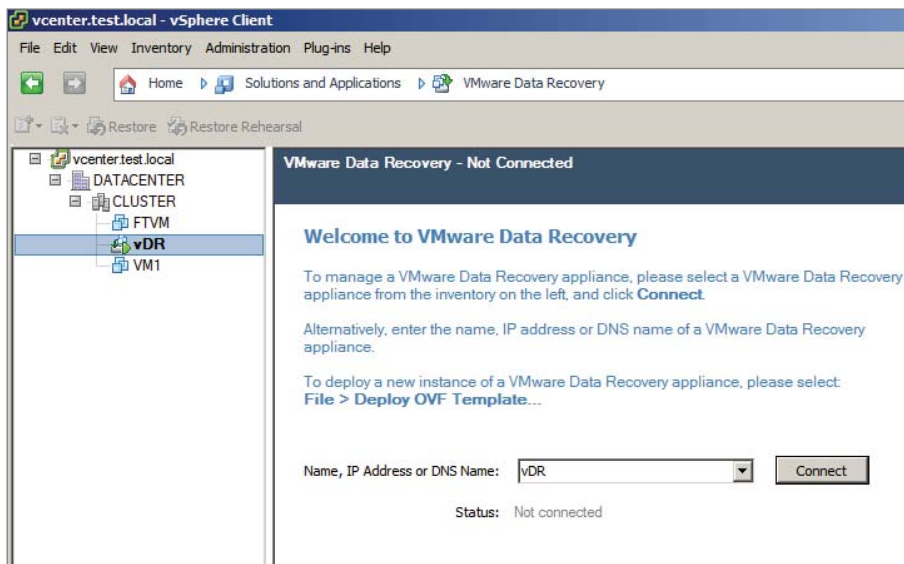 vcenter.test.local - vSphere Client
File Edit View Inventory Administration Plug-ins Help
Home Solutions and Applications VMware Data Recovery
Restore Restore Rehearsal
vcenter.test.local
DATACENTER
CLUSTER
FTVM
vDR
VM1
VMware Data Recovery - Not Connected
Welcome to VMware Data Recovery
To manage a VMware Data Recovery appliance, please select a VMware Data Recovery
appliance from the inventory on the left, and click Connect.
Alternatively, enter the name, IP address or DNS name of a VMware Data Recovery
appliance.
To deploy a new instance of a VMware Data Recovery appliance, please select:
File > Deploy OVF Template...
Name, IP Address or DNS Name: vDR Connect
Status: Not connected